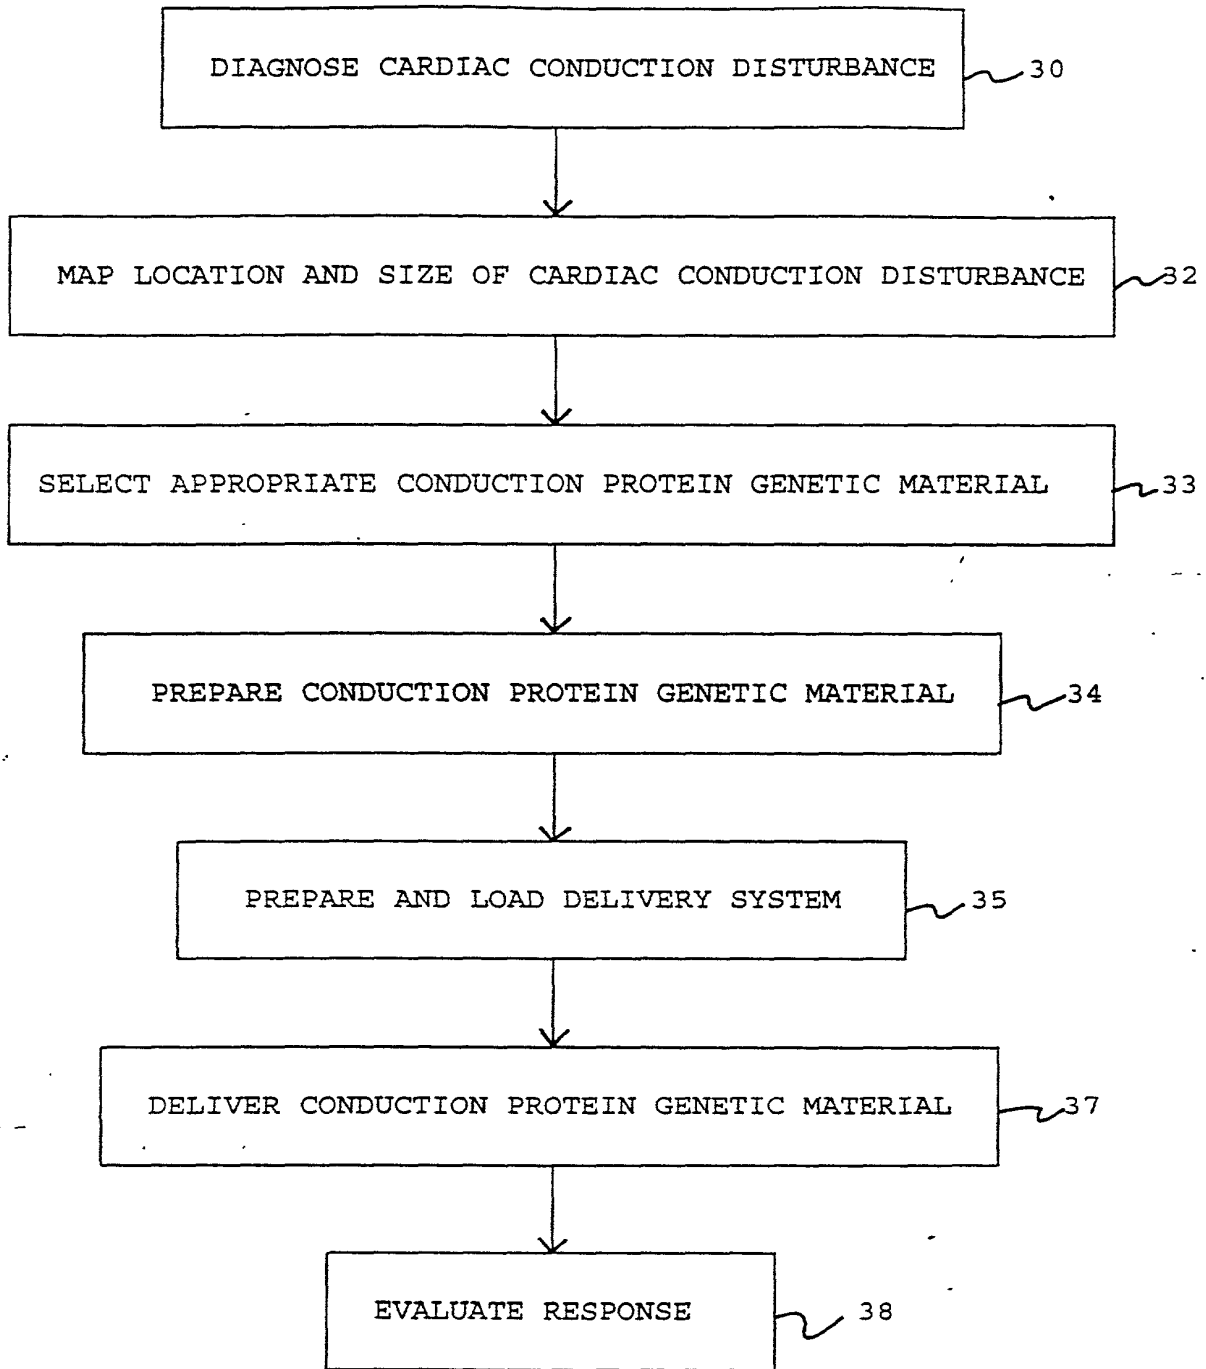 DIAGNOSE CARDIAC CONDUCTION DISTURBANCE 30
MAP LOCATION AND SIZE OF CARDIAC CONDUCTION DISTURBANCE 32
SELECT APPROPRIATE CONDUCTION PROTEIN GENETIC MATERIAL 33
PREPARE CONDUCTION PROTEIN GENETIC MATERIAL 34
PREPARE AND LOAD DELIVERY SYSTEM 35
DELIVER CONDUCTION PROTEIN GENETIC MATERIAL 37
EVALUATE RESPONSE 38